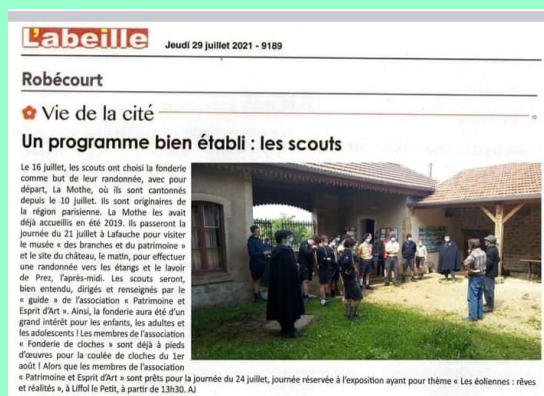 L'abeille
Jeudi 29 juillet 2021 - 9189
Robécourt
Vie de la cité
Un programme bien établi : les scouts
Le 16 juillet, les scouts ont choisi la fonderie
comme but de leur randonnée, avec pour
départ, La Mothe, où ils sont cantonnés
depuis le 10 juillet. Ils sont originaires de
la région parisienne. La Mothe les avait
déjà accueillis en été 2019. Ils passeront la
journée du 21 juillet à Lafauche pour visiter
le musée « des branches et du patrimoine »
et le site du château, le matin, pour effectuer
une randonnée vers les étangs et le lavoir
de Prez, l'après-midi. Les scouts seront,
bien entendu, dirigés et renseignés par le
« guide » de l'association « Patrimoine et
Esprit d'Art ». Ainsi, la fonderie aura été d'un
grand intérêt pour les enfants, les adultes et
les adolescents ! Les membres de l'association
« Fonderie de cloches » sont déjà à pieds
d'œuvres pour la coulée de cloches du 1er
août ! Alors que les membres de l'association
« Patrimoine et Esprit d'Art » sont prêts pour la journée du 24 juillet, journée réservée à l'exposition ayant pour thème « Les éoliennes : rêves
et réalités », à Liffol le Petit, à partir de 13h30. AJ